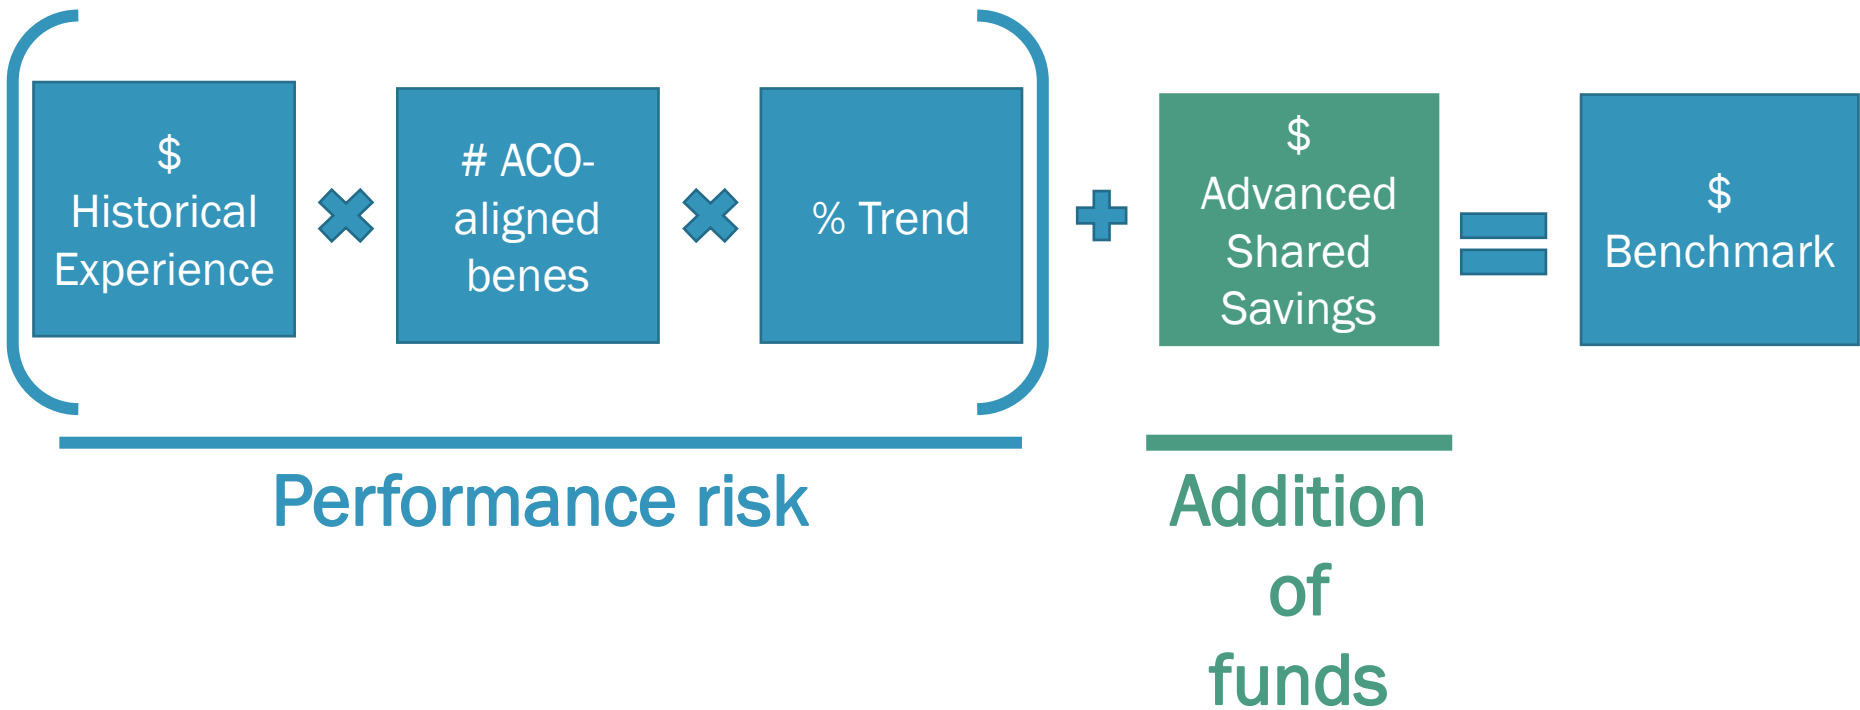 $
Historical
Experience
# ACO-
aligned
benes
% Trend
$
Advanced
Shared
Savings
$
Benchmark
Performance risk
Addition
of
funds